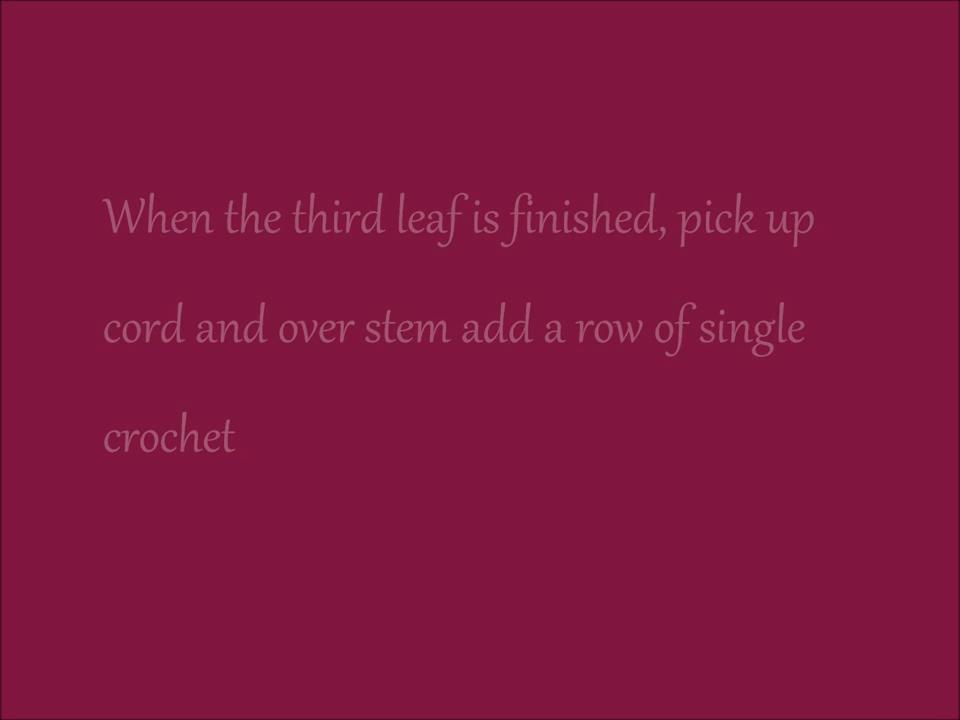 When the third leaf is finished, pick up
cord and over stem add a row of single
crochet